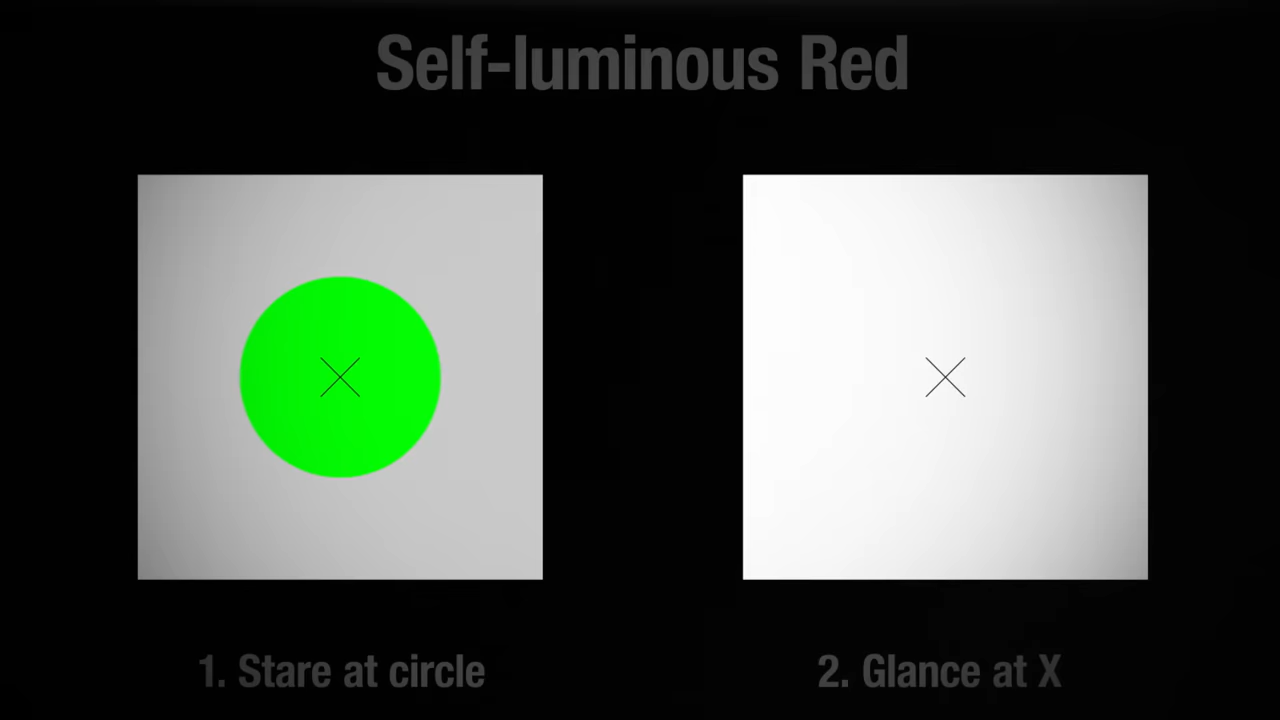 Self-luminous Red
1. Stare at circle
2. Glance at X